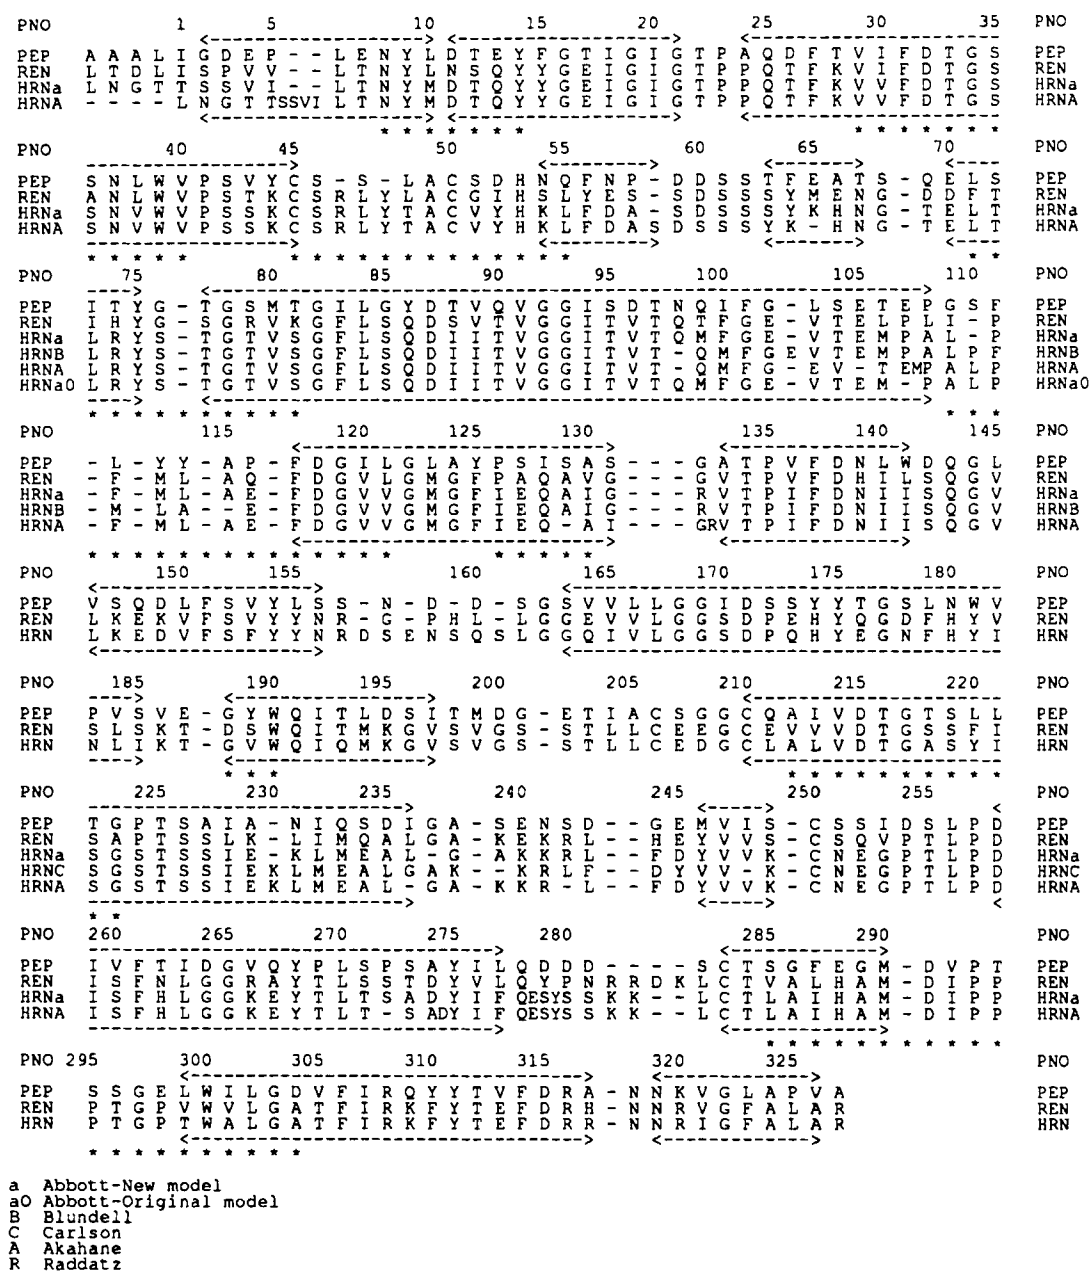 PNO 1 5 10 15 20 25 30 35 PNO
<-------------------> <-------------------> <---------------------
PEP A A A L I G D E P - - L E N Y L D T E Y F G T I G I G T P A Q D F T V I F D T G S PEP
REN L T D L I S P V V - - L T N Y L N S Q Y Y G E I G I G T P P Q T F K V I F D T G S REN
HRNa L N G T T S S V I - - L T N Y M D T Q Y Y G E I G I G T P P Q T F K V V F D T G S HRNa
HRNA - - - - L N G T TSSVI L T N Y M D T Q Y Y G E I G I G T P P Q T F K V V F D T G S HRNA
<-------------------> <-------------------> <---------------------
* * * * * * * * * * * * *
PNO 40 45 50 55 60 65 70 PNO
------------------> <---------> <-------> <----
PEP S N L W V P S V Y C S - S - L A C S D H N Q F N P - D D S S T F E A T S - Q E L S PEP
REN A N L W V P S T K C S R L Y L A C G I H S L Y E S - S D S S S Y M E N G - D D F T REN
HRNa S N V W V P S S K C S R L Y T A C V Y H K L F D A - S D S S S Y K H N G - T E L T HRNa
HRNA S N V W V P S S K C S R L Y T A C V Y H K L F D A S D S S S Y K - H N G - T E L T HRNA
------------------> <---------> <-------> <----
* * * * * * * * * * * * * * * * * * *
PNO 75 80 85 90 95 100 105 110 PNO
----> <---------------------------------------------------------------->
PEP I T Y G - T G S M T G I L G Y D T V Q V G G I S D T N Q I F G - L S E T E P G S F PEP
REN I H Y G - S G R V K G F L S Q D S V T V G G I T V T Q T F G E - V T E L P L I - P REN
HRNa L R Y S - T G T V S G F L S Q D I I T V G G I T V T Q M F G E - V T E M P A L - P HRNa
HRNB L R Y S - T G T V S G F L S Q D I I T V G G I T V T - Q M F G E V T E M P A L P F HRNB
HRNA L R Y S - T G T V S G F L S Q D I I T V G G I T V T - Q M F G - E V - T EMP A L P HRNA
HRNa0 L R Y S - T G T V S G F L S Q D I I T V G G I T V T Q M F G E - V T E M - P A L P HRNa0
----> <---------------------------------------------------------------->
* * * * * * * * * * * * *
PNO 115 120 125 130 135 140 145 PNO
<---------------------------> <---------------->
PEP - L - Y Y - A P - F D G I L G L A Y P S I S A S - - - G A T P V F D N L W D Q G L PEP
REN - F - M L - A Q - F D G V L G M G F P A Q A V G - - - G V T P V F D H I L S Q G V REN
HRNa - F - M L - A E - F D G V V G M G F I E Q A I G - - - R V T P I F D N I I S Q G V HRNa
HRNB - M - L A - - E - F D G V V G M G F I E Q A I G - - - R V T P I F D N I I S Q G V HRNB
HRNA - F - M L - A E - F D G V V G M G F I E Q - A I - - - GRV T P I F D N I I S Q G V HRNA
<---------------------------> <---------------->
* * * * * * * * * * * * * * * * * *
PNO 150 155 160 165 170 175 180 PNO
<-------------------> <---------------------------------------
PEP V S Q D L F S V Y L S S - N - D - D - S G S V V L L G G I D S S Y Y T G S L N W V PEP
REN L K E K V F S V Y Y N R - G - P H L - L G G E V V L G G S D P E H Y Q G D F H Y V REN
HRN L K E D V F S F Y Y N R D S E N S Q S L G G Q I V L G G S D P Q H Y E G N F H Y I HRN
<-------------------> <---------------------------------------
PNO 185 190 195 200 205 210 215 220 PNO
----> <------------------> <---------------------
PEP P V S V E - G Y W Q I T L D S I T M D G - E T I A C S G G C Q A I V D T G T S L L PEP
REN S L S K T - D S W Q I T M K G V S V G S - S T L L C E E G C E V V V D T G S S F I REN
HRN N L I K T - G V W Q I Q M K G V S V G S - S T L L C E D G C L A L V D T G A S Y I HRN
----> <------------------> <---------------------
* * * * * * * * * * * *
PNO 225 230 235 240 245 250 255 PNO
---------------------------> <-----> <
PEP T G P T S A I A - N I Q S D I G A - S E N S D - - G E M V I S - C S S I D S L P D PEP
REN S A P T S S L K - L I M Q A L G A - K E K R L - - H E Y V V S - C S Q V P T L P D REN
HRNa S G S T S S I E - K L M E A L - G - A K K R L - - F D Y V V K - C N E G P T L P D HRNa
HRNC S G S T S S I E K L M E A L G A K - - K R L F - - D Y V V - K - C N E G P T L P D HRNC
HRNA S G S T S S I E K L M E A L - G A - K K R - L - - F D Y V V K - C N E G P T L P D HRNA
---------------------------> <-----> <
* *
PNO 260 265 270 275 280 285 290 PNO
------------------------------------> <------------->
PEP I V F T I D G V Q Y P L S P S A Y I L Q D D D - - - - S C T S G F E G M - D V P T PEP
REN I S F N L G G R A Y T L S S T D Y V L Q Y P N R R D K L C T V A L H A M - D I P P REN
HRNa I S F H L G G K E Y T L T S A D Y I F QESYS S K K - - L C T L A I H A M - D I P P HRNa
HRNA I S F H L G G K E Y T L T - S ADY I F QESYS S K K - - L C T L A I H A M - D I P P HRNA
------------------------------------> <------------->
* * * * * * * * * * *
PNO 295 300 305 310 315 320 325 PNO
<-----------------------------------> <------------->
PEP S S G E L W I L G D V F I R Q Y Y T V F D R A - N N K V G L A P V A PEP
REN P T G P V W V L G A T F I R K F Y T E F D R H - N N R V G F A L A R REN
HRN P T G P T W A L G A T F I R K F Y T E F D R R - N N R I G F A L A R HRN
<-----------------------------------> <------------->
* * * * * * * * * *
a Abbott-New model
a0 Abbott-Original model
B Blundell
C Carlson
A Akahane
R Raddatz